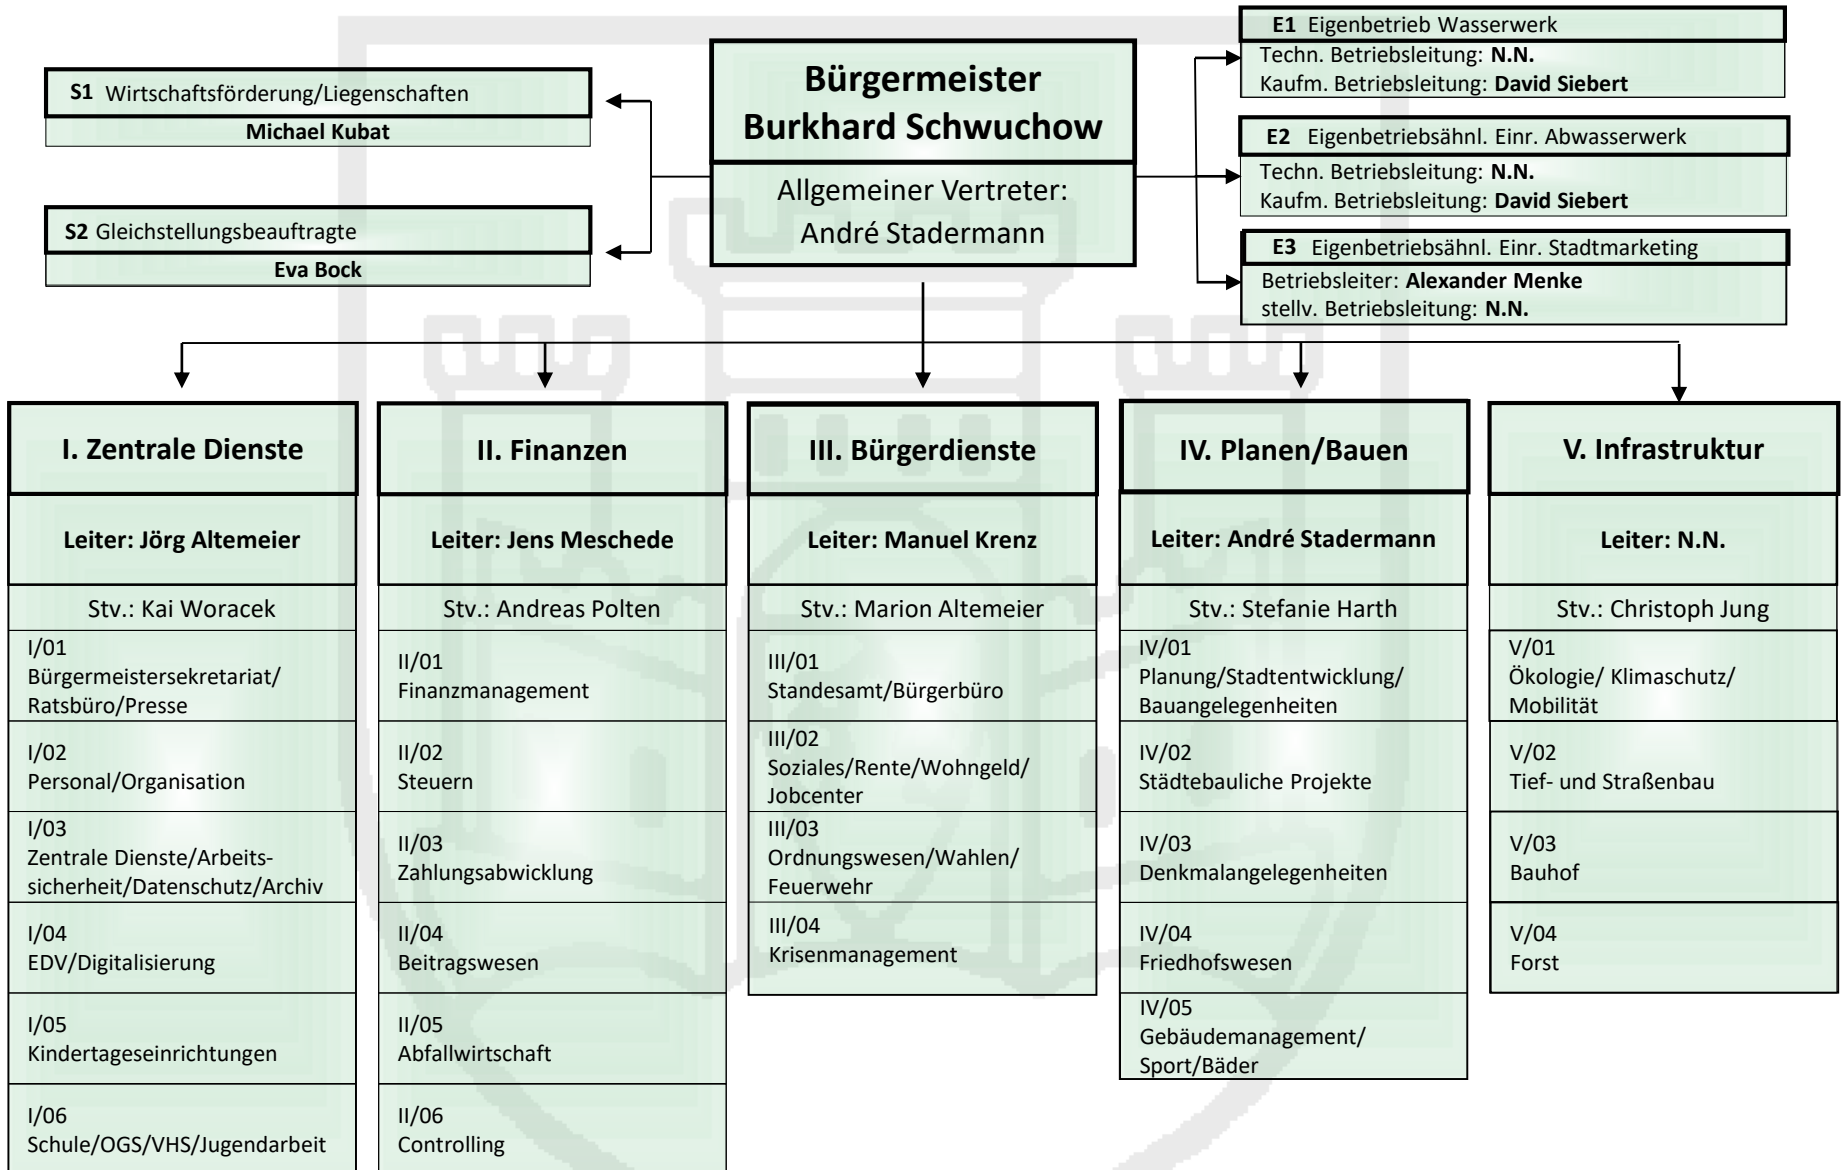 Bürgermeister
Burkhard Schwuchow
Allgemeiner Vertreter:
André Stadermann
S1 Wirtschaftsförderung/Liegenschaften
Michael Kubat
S2 Gleichstellungsbeauftragte
Eva Bock
E1 Eigenbetrieb Wasserwerk
Techn. Betriebsleitung: N.N.
Kaufm. Betriebsleitung: David Siebert
E2 Eigenbetriebsähnl. Einr. Abwasserwerk
Techn. Betriebsleitung: N.N.
Kaufm. Betriebsleitung: David Siebert
E3 Eigenbetriebsähnl. Einr. Stadtmarketing
Betriebsleiter: Alexander Menke
stellv. Betriebsleitung: N.N.
I. Zentrale Dienste
Leiter: Jörg Altemeier
Stv.: Kai Woracek
I/01
Bürgermeistersekretariat/
Ratsbüro/Presse
I/02
Personal/Organisation
I/03
Zentrale Dienste/Arbeits-
sicherheit/Datenschutz/Archiv
I/04
EDV/Digitalisierung
I/05
Kindertageseinrichtungen
I/06
Schule/OGS/VHS/Jugendarbeit
II. Finanzen
Leiter: Jens Meschede
Stv.: Andreas Polten
II/01
Finanzmanagement
II/02
Steuern
II/03
Zahlungsabwicklung
II/04
Beitragswesen
II/05
Abfallwirtschaft
II/06
Controlling
III. Bürgerdienste
Leiter: Manuel Krenz
Stv.: Marion Altemeier
III/01
Standesamt/Bürgerbüro
III/02
Soziales/Rente/Wohngeld/
Jobcenter
III/03
Ordnungswesen/Wahlen/
Feuerwehr
III/04
Krisenmanagement
IV. Planen/Bauen
Leiter: André Stadermann
Stv.: Stefanie Harth
IV/01
Planung/Stadtentwicklung/
Bauangelegenheiten
IV/02
Städtebauliche Projekte
IV/03
Denkmalangelegenheiten
IV/04
Friedhofswesen
IV/05
Gebäudemanagement/
Sport/Bäder
V. Infrastruktur
Leiter: N.N.
Stv.: Christoph Jung
V/01
Ökologie/ Klimaschutz/
Mobilität
V/02
Tief- und Straßenbau
V/03
Bauhof
V/04
Forst